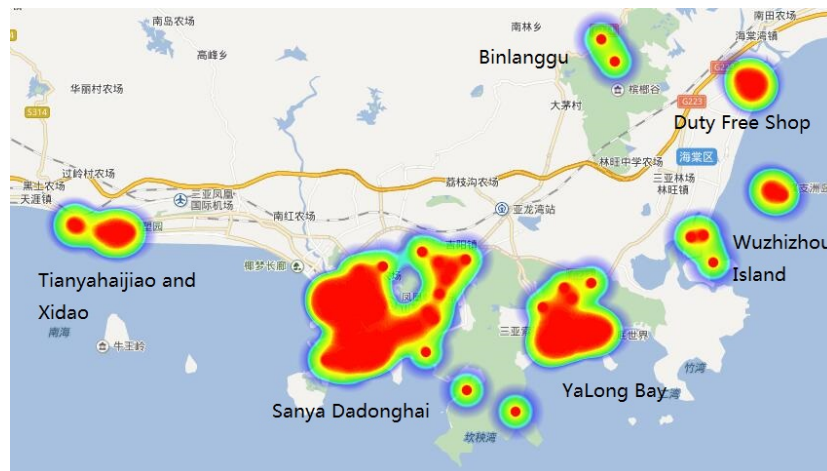 南岛农场
南林乡
南田农场
海棠湾镇
高峰乡
Binlanggu
华丽村农场
槟榔谷
G223
大茅村
S314
Duty Free Shop
过岭村农场
林旺中学农场
海棠区
黑土农场
天涯镇
三亚凤凰
国际机场
荔枝沟农场
三亚林场
林旺镇
亚龙湾站
南红农场
吉阳镇
Wuzhizhou
Island
Tianyahaijiao and
Xidao
椰梦长廊
南海
牛王岭
竹湾
YaLong Bay
Sanya Dadonghai
坎秧湾